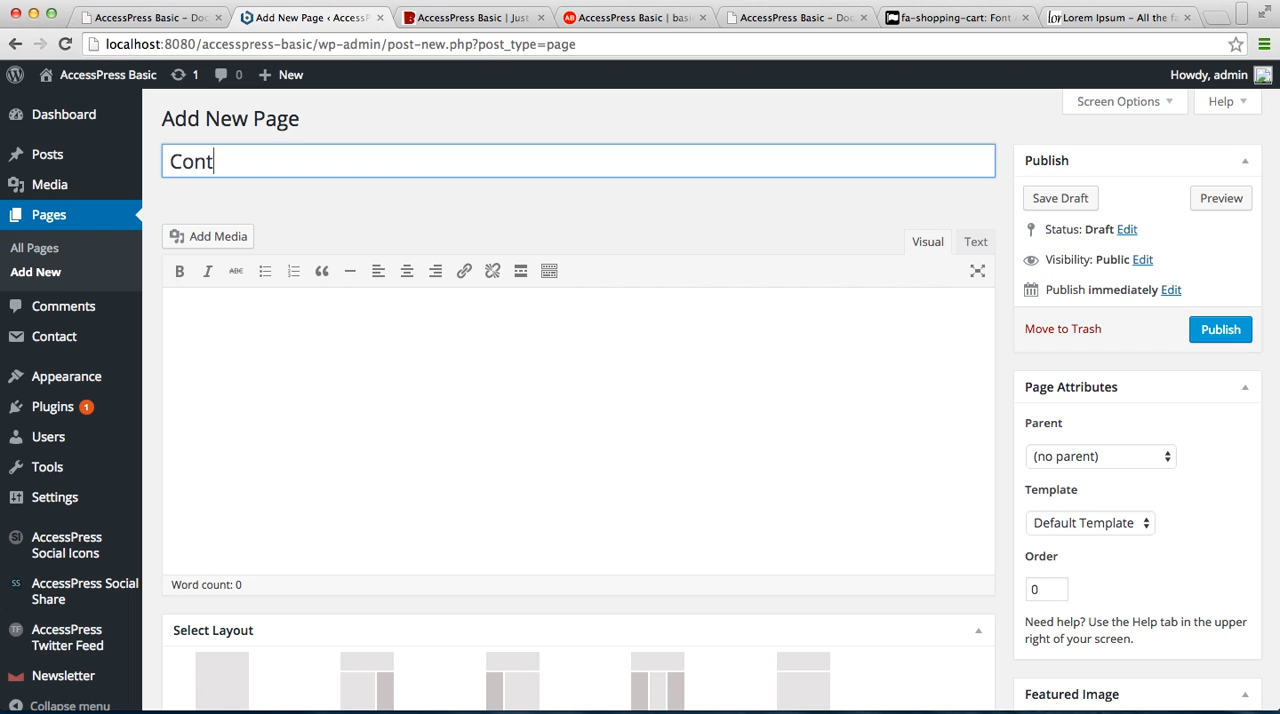 AccessPress Basic – Doc
Add New Page ‹ AccessP
AccessPress Basic | Just
AccessPress Basic | basic
AccessPress Basic – Doc
fa-shopping-cart: Font A
Lorem Ipsum – All the fa
localhost:8080/accesspress-basic/wp-admin/post-new.php?post_type=page
AccessPress Basic 1 0 New Howdy, admin
Screen Options Help
Dashboard
Posts
Media
Pages
All Pages
Add New
Comments
Contact
Appearance
Plugins 1
Users
Tools
Settings
AccessPress
Social Icons
AccessPress Social
Share
AccessPress
Twitter Feed
Newsletter
Collapse menu
Add New Page
Cont
Add Media
Visual Text
B I ABC
Word count: 0
Select Layout
Publish
Save Draft Preview
Status: Draft Edit
Visibility: Public Edit
Publish immediately Edit
Move to Trash Publish
Page Attributes
Parent
(no parent)
Template
Default Template
Order
0
Need help? Use the Help tab in the upper
right of your screen.
Featured Image